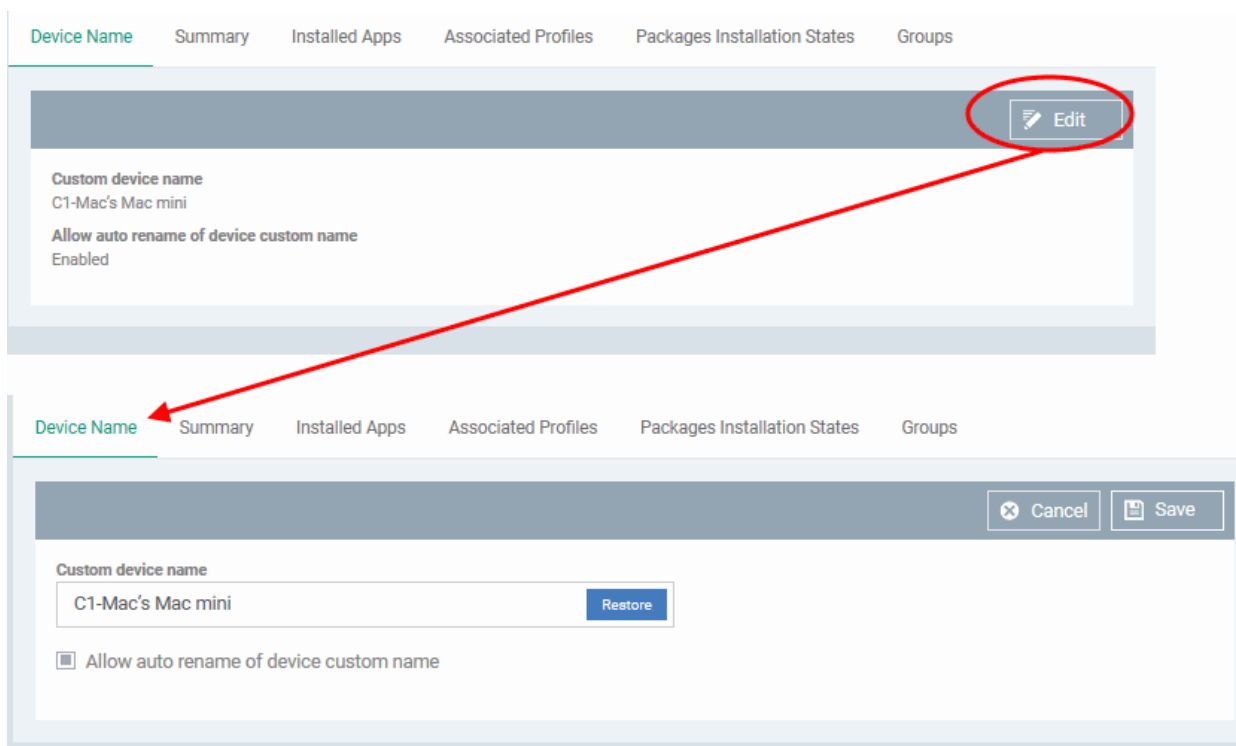 Device Name Summary Installed Apps Associated Profiles Packages Installation States Groups
Edit
Custom device name
C1-Mac's Mac mini
Allow auto rename of device custom name
Enabled
Device Name Summary Installed Apps Associated Profiles Packages Installation States Groups
Cancel Save
Custom device name
C1-Mac's Mac mini Restore
Allow auto rename of device custom name